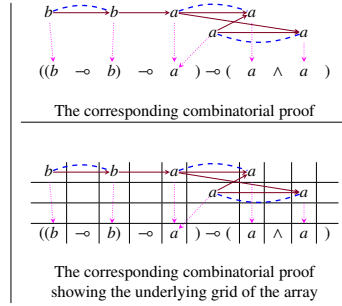 b b a a
a a
((b ⊸ b) ⊸ a ) ⊸ ( a ∧ a )
The corresponding combinatorial proof
b b a a
a a
((b ⊸ b) ⊸ a ) ⊸ ( a ∧ a )
The corresponding combinatorial proof
showing the underlying grid of the array